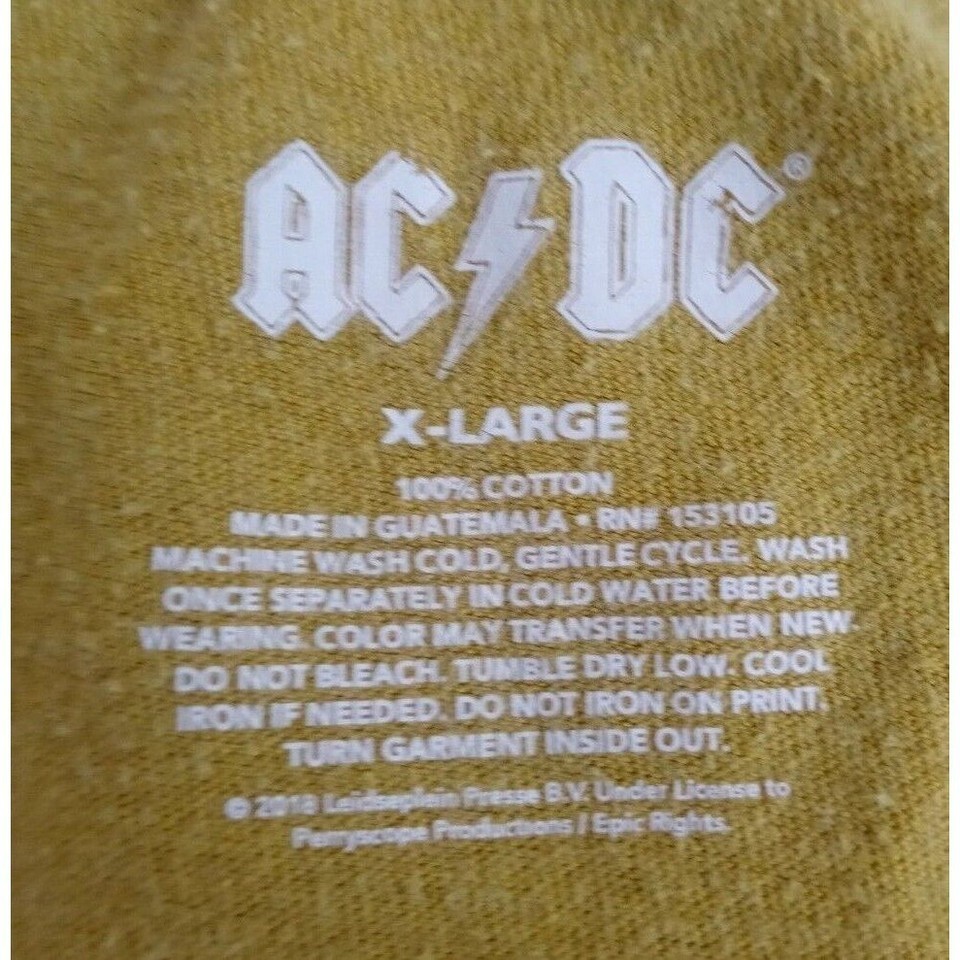 AC/DC®
X-LARGE
100% COTTON
MADE IN GUATEMALA • RN# 153105
MACHINE WASH COLD, GENTLE CYCLE. WASH
ONCE SEPARATELY IN COLD WATER BEFORE
WEARING. COLOR MAY TRANSFER WHEN NEW.
DO NOT BLEACH. TUMBLE DRY LOW. COOL
IRON IF NEEDED. DO NOT IRON ON PRINT.
TURN GARMENT INSIDE OUT.
© 2018 Leidseplein Presse B.V. Under License to
Perryscope Productions / Epic Rights.